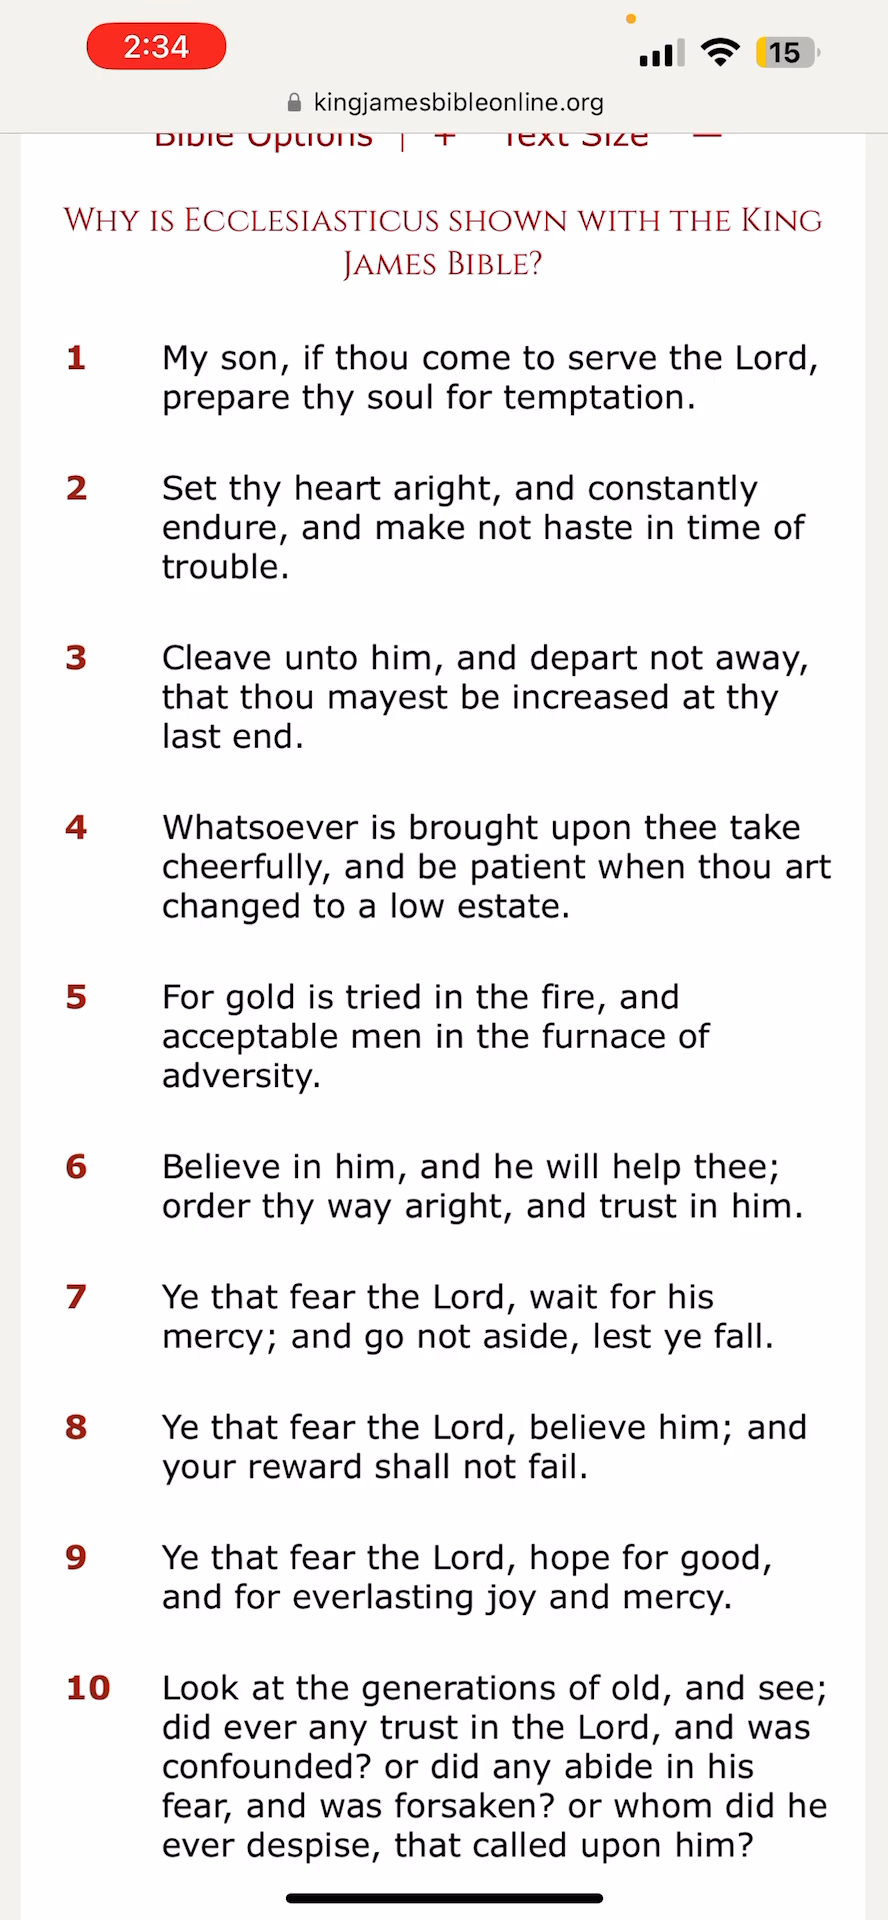 2:34
15
kingjamesbibleonline.org
Bible Options | + Text Size —
Why is Ecclesiasticus shown with the King
James Bible?
1 My son, if thou come to serve the Lord,
prepare thy soul for temptation.
2 Set thy heart aright, and constantly
endure, and make not haste in time of
trouble.
3 Cleave unto him, and depart not away,
that thou mayest be increased at thy
last end.
4 Whatsoever is brought upon thee take
cheerfully, and be patient when thou art
changed to a low estate.
5 For gold is tried in the fire, and
acceptable men in the furnace of
adversity.
6 Believe in him, and he will help thee;
order thy way aright, and trust in him.
7 Ye that fear the Lord, wait for his
mercy; and go not aside, lest ye fall.
8 Ye that fear the Lord, believe him; and
your reward shall not fail.
9 Ye that fear the Lord, hope for good,
and for everlasting joy and mercy.
10 Look at the generations of old, and see;
did ever any trust in the Lord, and was
confounded? or did any abide in his
fear, and was forsaken? or whom did he
ever despise, that called upon him?